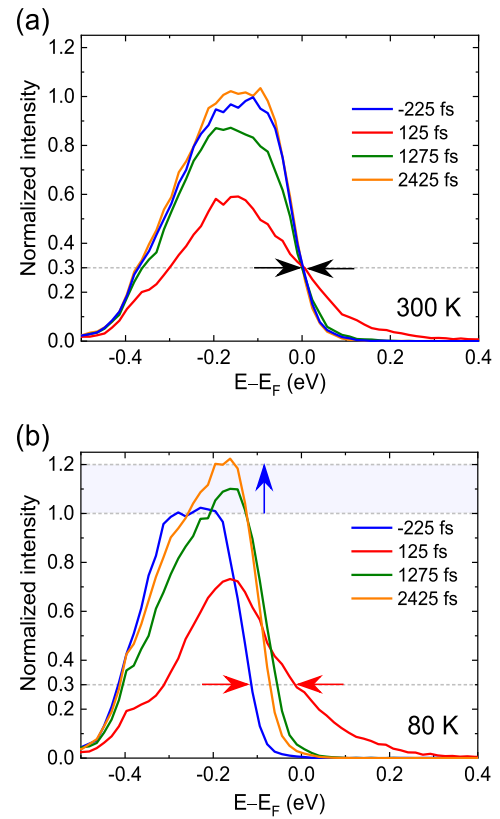 (a)
Normalized intensity
1.2
1.0
0.8
0.6
0.4
0.3
0.2
0.0
-225 fs
125 fs
1275 fs
2425 fs
300 K
-0.4
-0.2
0.0
0.2
0.4
E–E_F (eV)
(b)
Normalized intensity
1.2
1.0
0.8
0.6
0.4
0.3
0.2
0.0
-225 fs
125 fs
1275 fs
2425 fs
80 K
-0.4
-0.2
0.0
0.2
0.4
E–E_F (eV)